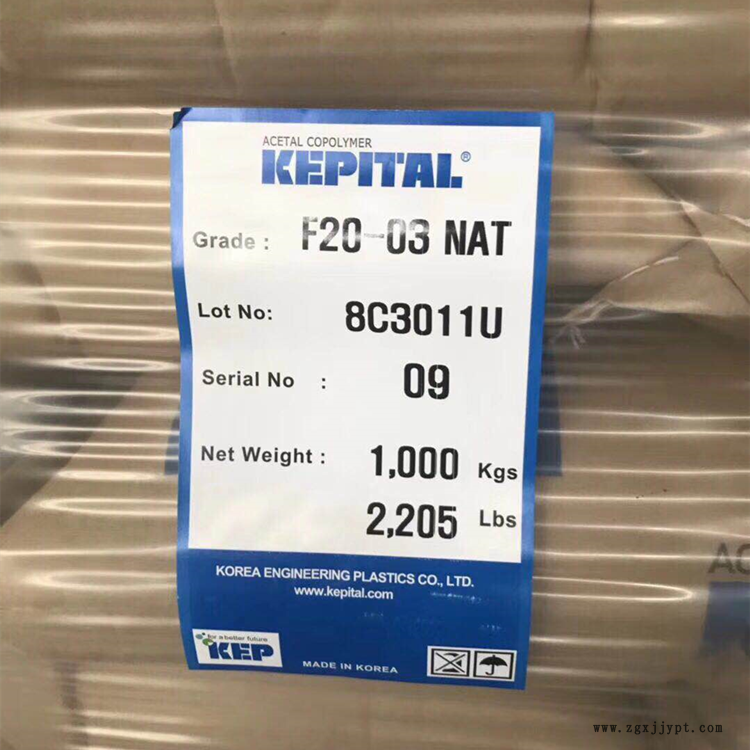 ACETAL COPOLYMER
KEPITAL®
Grade : F20-03 NAT
Lot No: 8C3011U
Serial No : 09
Net Weight : 1,000 Kgs
2,205 Lbs
KOREA ENGINEERING PLASTICS CO., LTD.
www.kepital.com
for a better future
KEP
MADE IN KOREA
AC
www.zgxjjypt.com